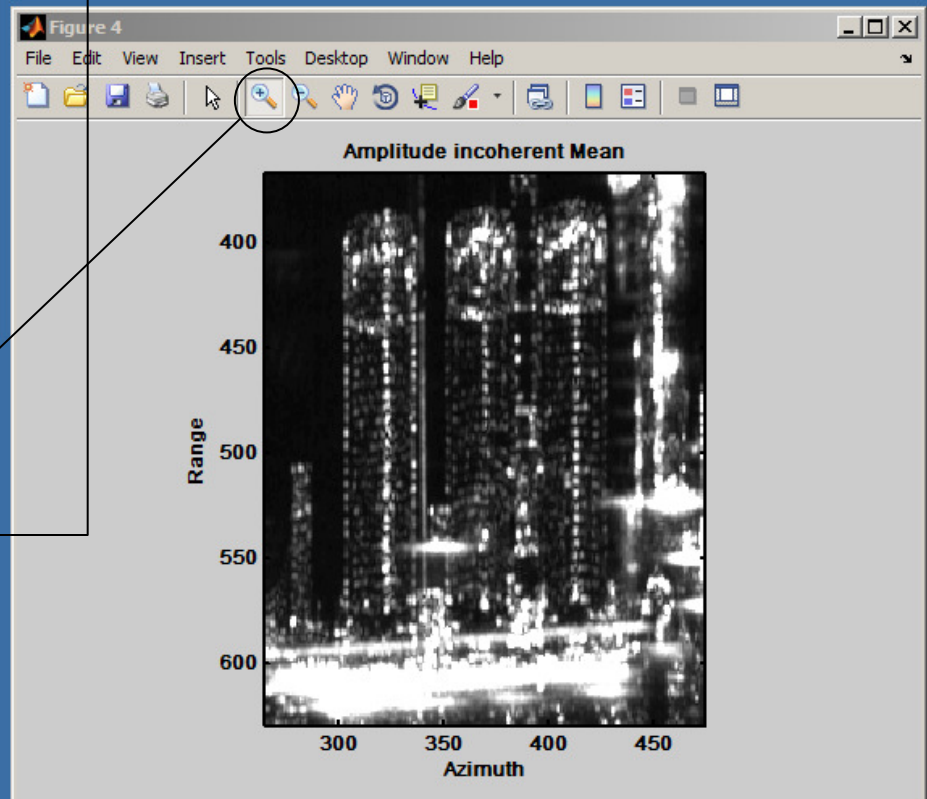 Figure 4
File Edit View Insert Tools Desktop Window Help
Amplitude incoherent Mean
400
450
500
550
600
Range
300 350 400 450
Azimuth